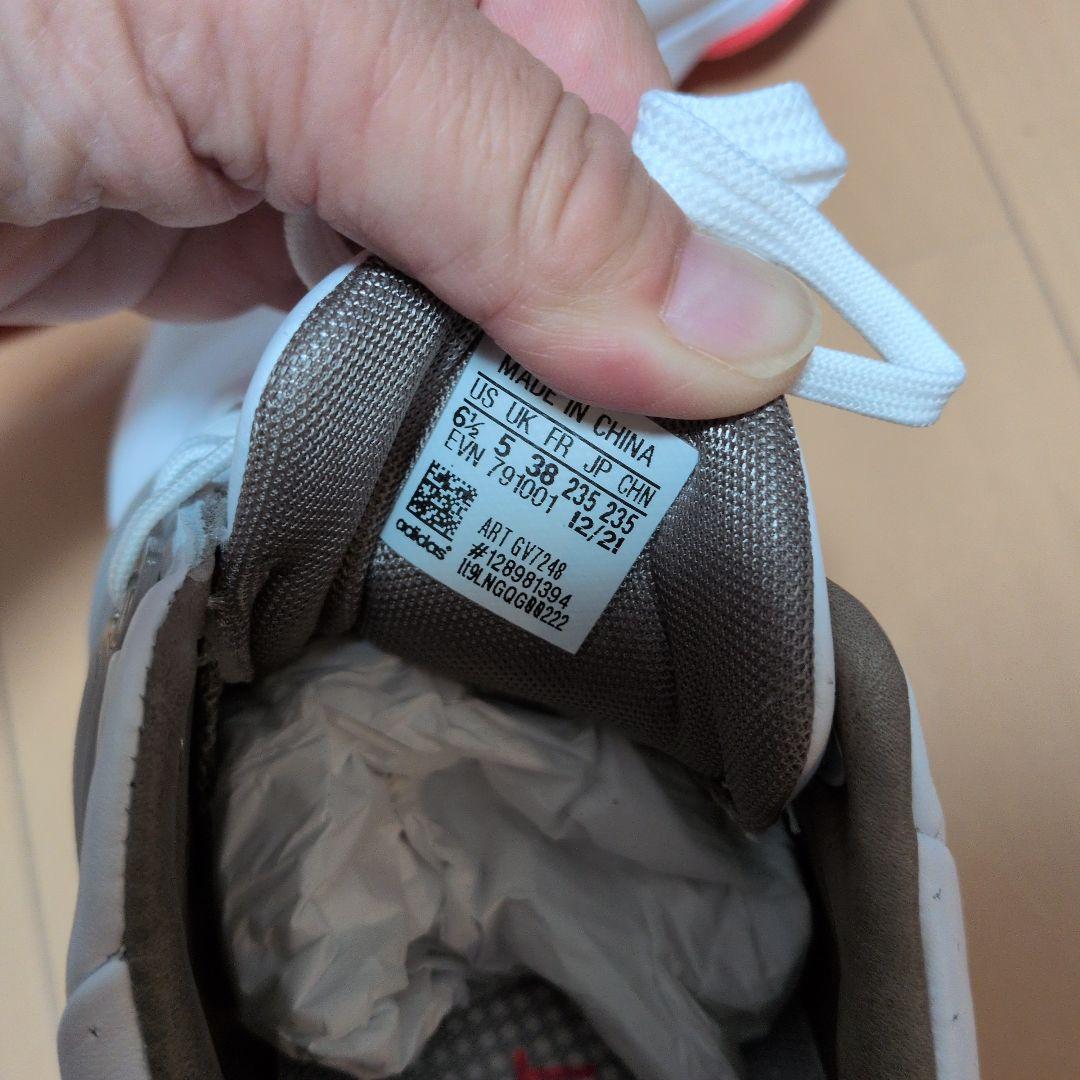 MADE IN CHINA
US UK FR JP CHN
6½ 5 38 235 235
EVN 791001 12/21
ART GV7248
#128981394
adidas